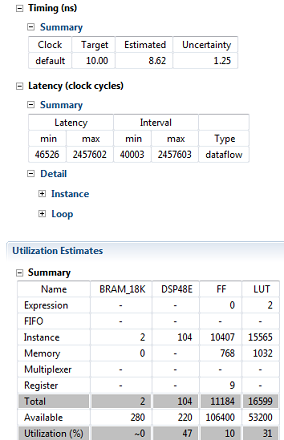 Timing (ns)
Summary
Clock Target Estimated Uncertainty
default 10.00 8.62 1.25
Latency (clock cycles)
Summary
Latency Interval
min max min max Type
46526 2457602 40003 2457603 dataflow
Detail
Instance
Loop
Utilization Estimates
Summary
Name BRAM_18K DSP48E FF LUT
Expression - - 0 2
FIFO - - - -
Instance 2 104 10407 15565
Memory 0 - 768 1032
Multiplexer - - - -
Register - - 9 -
Total 2 104 11184 16599
Available 280 220 106400 53200
Utilization (%) ~0 47 10 31